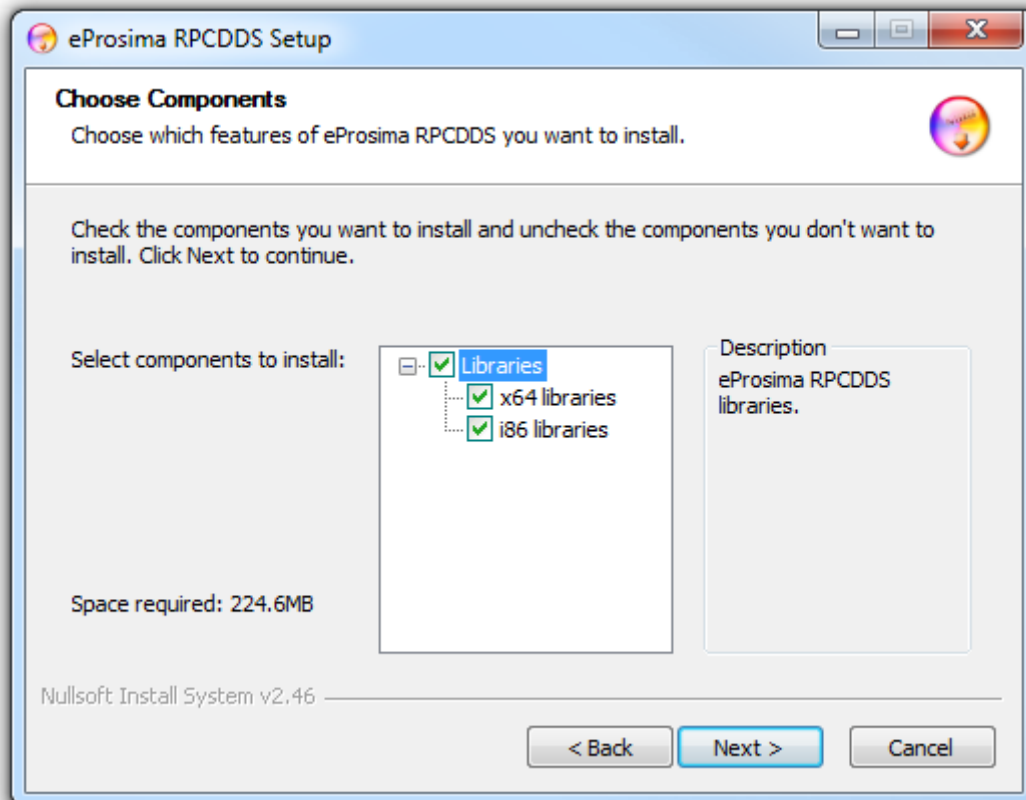 eProsima RPCDDS Setup
Choose Components
Choose which features of eProsima RPCDDS you want to install.
Check the components you want to install and uncheck the components you don't want to
install. Click Next to continue.
Select components to install:
Libraries
x64 libraries
i86 libraries
Description
eProsima RPCDDS
libraries.
Space required: 224.6MB
Nullsoft Install System v2.46
< Back
Next >
Cancel